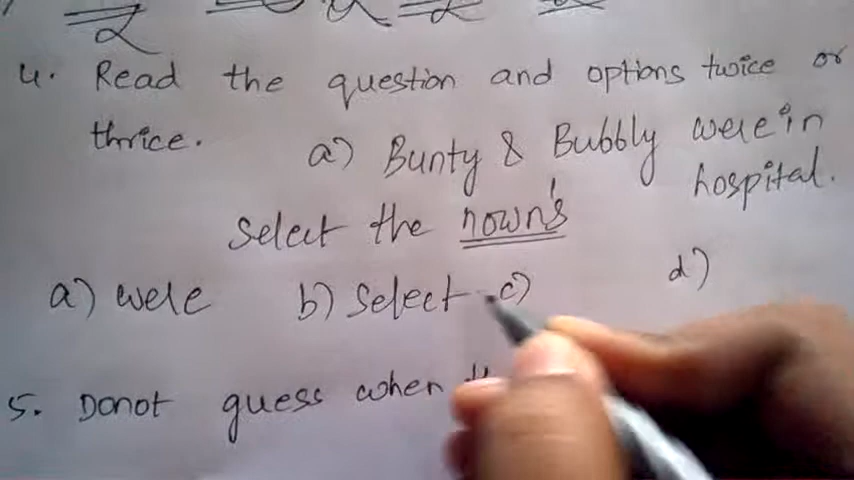 4. Read the question and options twice or
thrice.
a) Bunty & Bubbly were in
hospital.
Select the nown's
a) were b) Select c) d)
5. Donot guess when